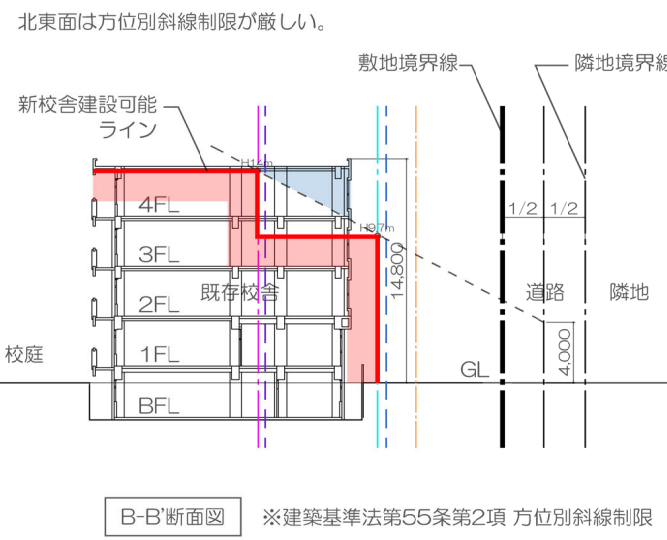 北東面は方位別斜線制限が厳しい。
敷地境界線
隣地境界線
新校舎建設可能
ライン
H14m
4FL
1/2
1/2
H9.7m
3FL
14,800
既存校舎
2FL
道路
隣地
校庭
1FL
4,000
GL
BFL
B-B'断面図
※建築基準法第55条第2項 方位別斜線制限